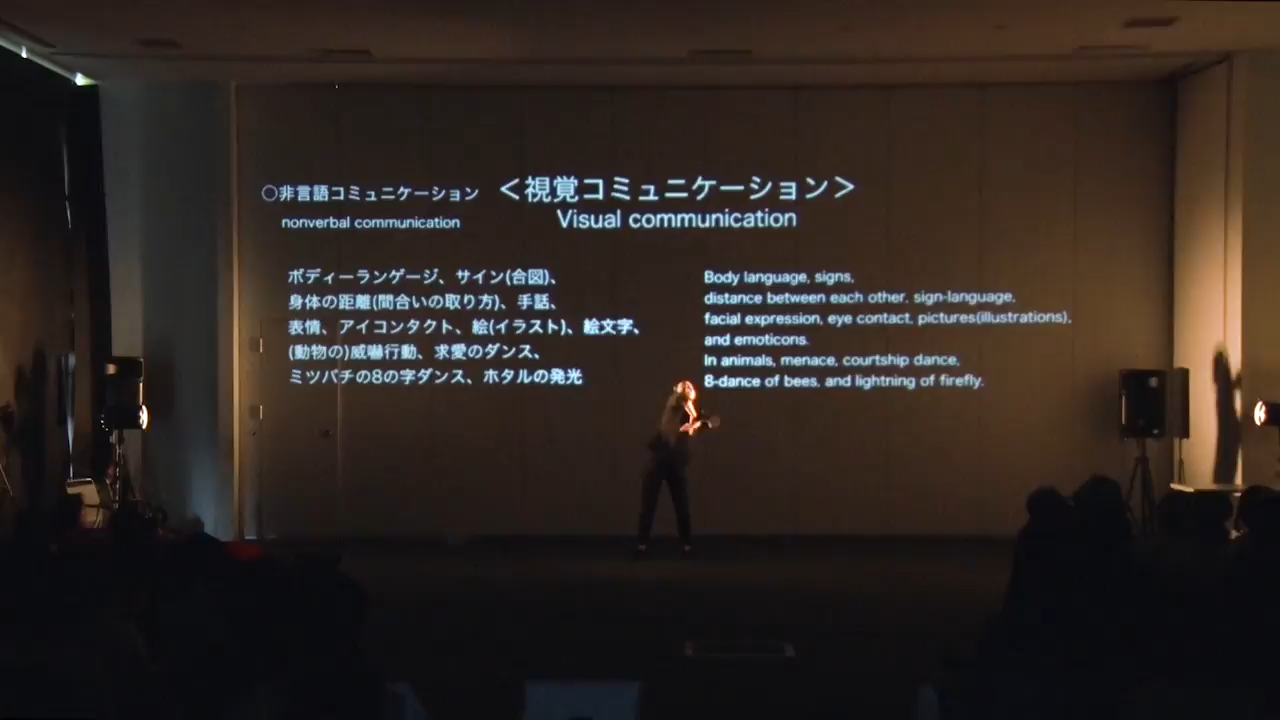 ○非言語コミュニケーション
nonverbal communication
＜視覚コミュニケーション＞
Visual communication
ボディーランゲージ、サイン(合図)、
身体の距離(間合いの取り方)、手話、
表情、アイコンタクト、絵(イラスト)、絵文字、
(動物の)威嚇行動、求愛のダンス、
ミツバチの8の字ダンス、ホタルの発光
Body language, signs,
distance between each other, sign-language,
facial expression, eye contact, pictures(illustrations),
and emoticons.
In animals, menace, courtship dance,
8-dance of bees, and lightning of firefly.